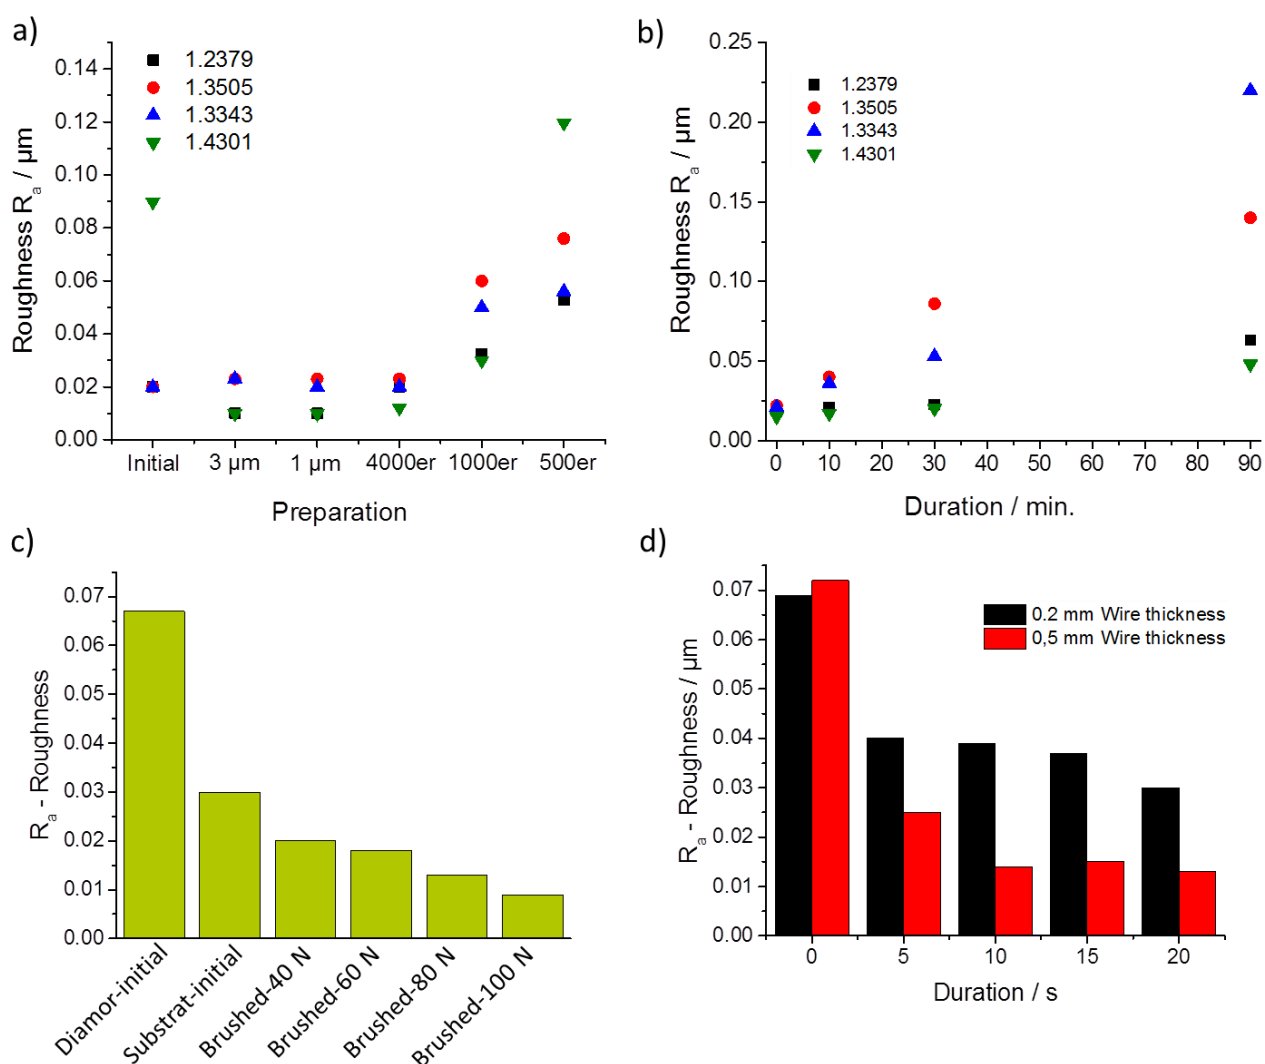 a)
1.2379
1.3505
1.3343
1.4301
0.14
0.12
0.10
0.08
0.06
0.04
0.02
0.00
Roughness Ra / µm
Initial 3 µm 1 µm 4000er 1000er 500er
Preparation
b)
1.2379
1.3505
1.3343
1.4301
0.25
0.20
0.15
0.10
0.05
0.00
Roughness Ra / µm
0 10 20 30 40 50 60 70 80 90
Duration / min.
c)
0.07
0.06
0.05
0.04
0.03
0.02
0.01
0.00
Ra - Roughness
Diamor-initial
Substrat-initial
Brushed-40 N
Brushed-60 N
Brushed-80 N
Brushed-100 N
d)
0.2 mm Wire thickness
0,5 mm Wire thickness
0.07
0.06
0.05
0.04
0.03
0.02
0.01
0.00
Ra - Roughness / µm
0 5 10 15 20
Duration / s